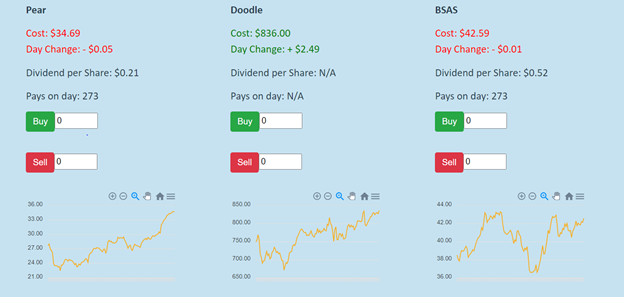 Pear
Cost: $34.69
Day Change: - $0.05
Dividend per Share: $0.21
Pays on day: 273
Buy 0
Sell 0
36.00
33.00
30.00
27.00
24.00
21.00
Doodle
Cost: $836.00
Day Change: + $2.49
Dividend per Share: N/A
Pays on day: N/A
Buy 0
Sell 0
850.00
800.00
750.00
700.00
650.00
BSAS
Cost: $42.59
Day Change: - $0.01
Dividend per Share: $0.52
Pays on day: 273
Buy 0
Sell 0
44.00
42.00
40.00
38.00
36.00